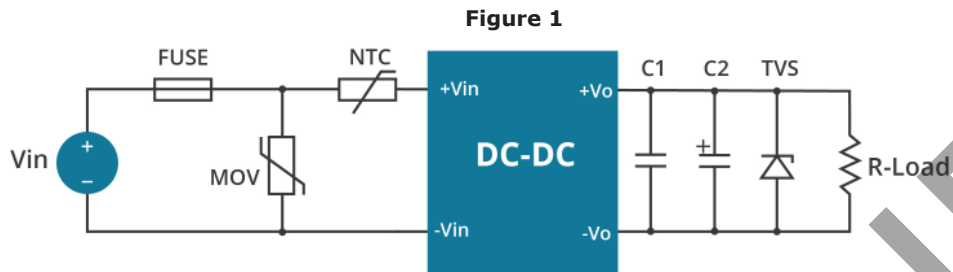 Figure 1
FUSE
NTC
C1
C2
TVS
+Vin
+Vo
Vin
+
−
MOV
DC-DC
+
R-Load
-Vin
-Vo